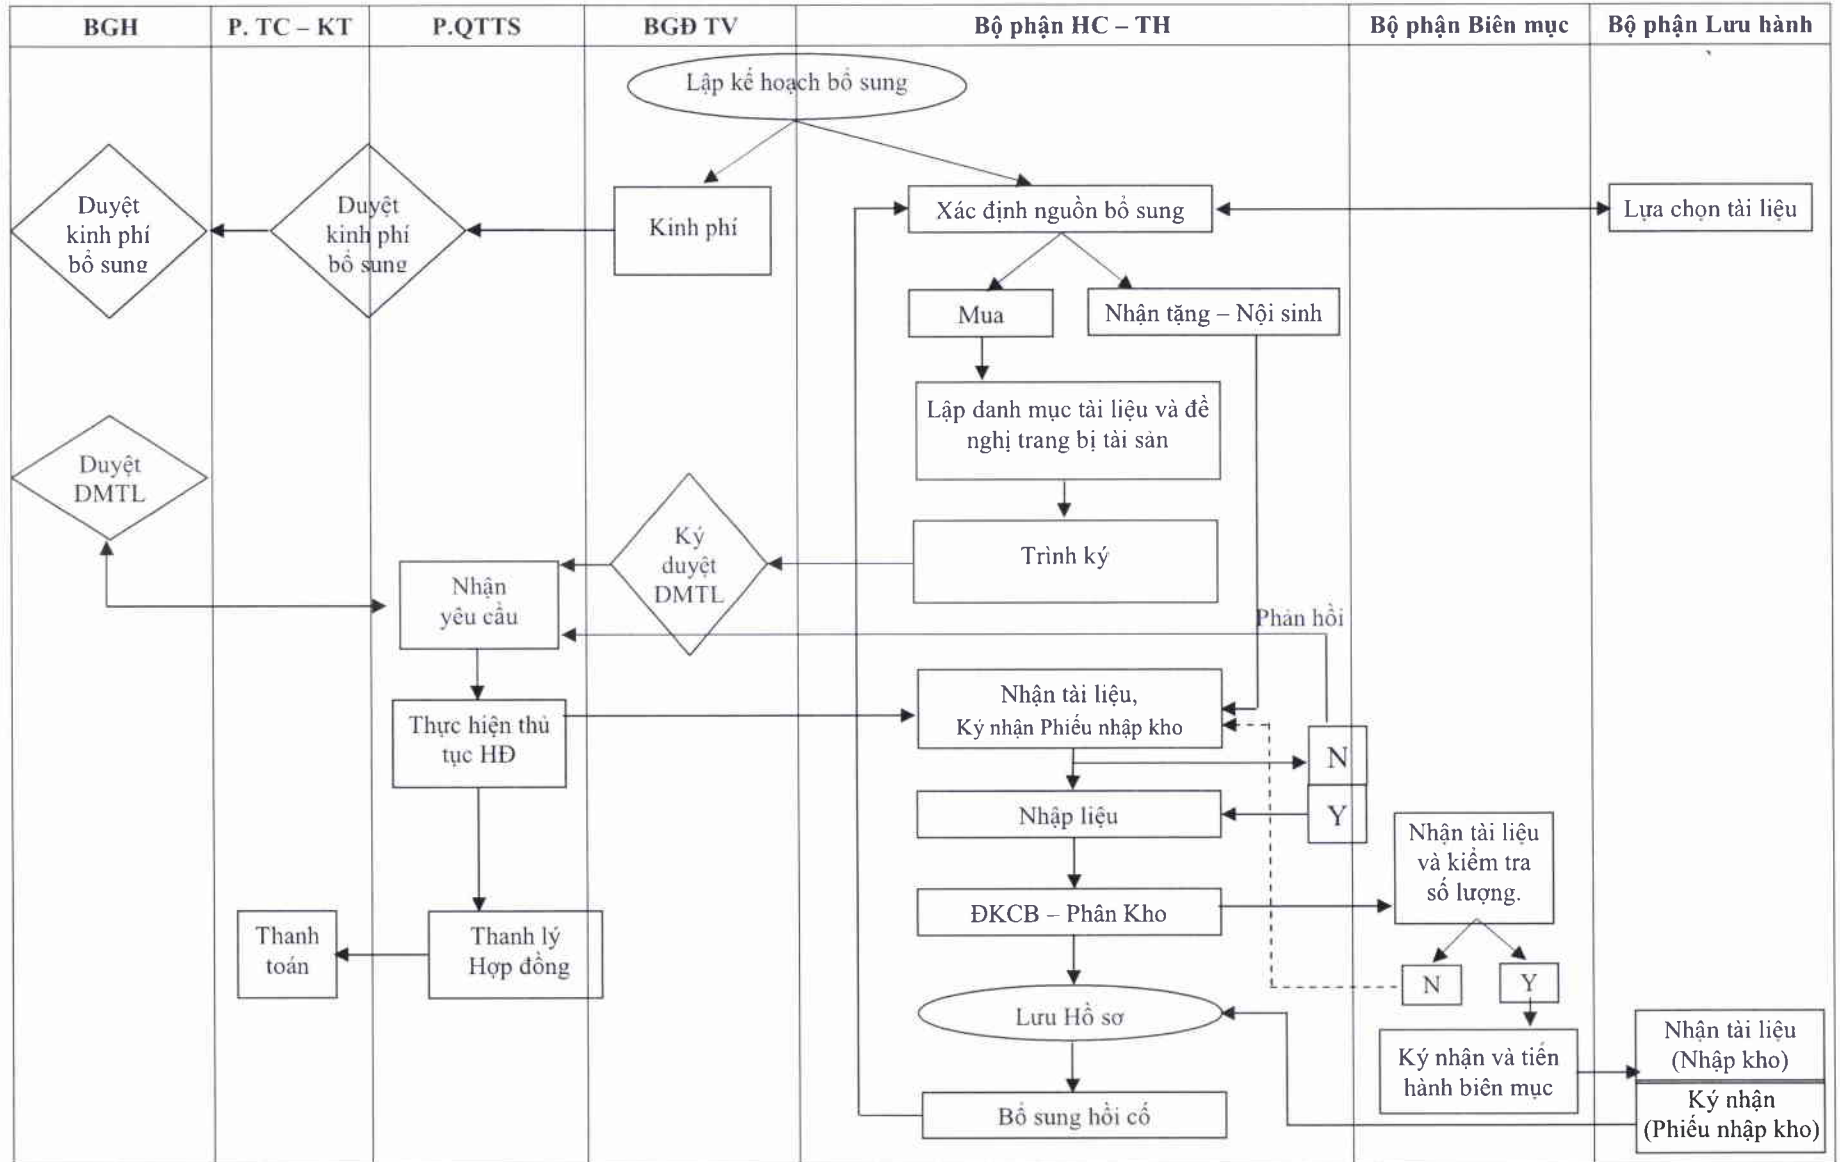 BGH
P. TC – KT
P.QTTS
BGĐ TV
Bộ phận HC – TH
Bộ phận Biên mục
Bộ phận Lưu hành
Lập kế hoạch bổ sung
Duyệt
kinh phí
bổ sung
Duyệt
kinh phí
bổ sung
Kinh phí
Xác định nguồn bổ sung
Lựa chọn tài liệu
Mua
Nhận tặng – Nội sinh
Lập danh mục tài liệu và đề
nghị trang bị tài sản
Duyệt
DMTL
Ký
duyệt
DMTL
Trình ký
Nhận
yêu cầu
Phản hồi
Nhận tài liệu,
Ký nhận Phiếu nhập kho
Thực hiện thủ
tục HĐ
N
Y
Nhập liệu
Nhận tài liệu
và kiểm tra
số lượng.
ĐKCB – Phân Kho
Thanh
toán
Thanh lý
Hợp đồng
N
Y
Lưu Hồ sơ
Ký nhận và tiến
hành biên mục
Nhận tài liệu
(Nhập kho)
Ký nhận
(Phiếu nhập kho)
Bổ sung hồi cố